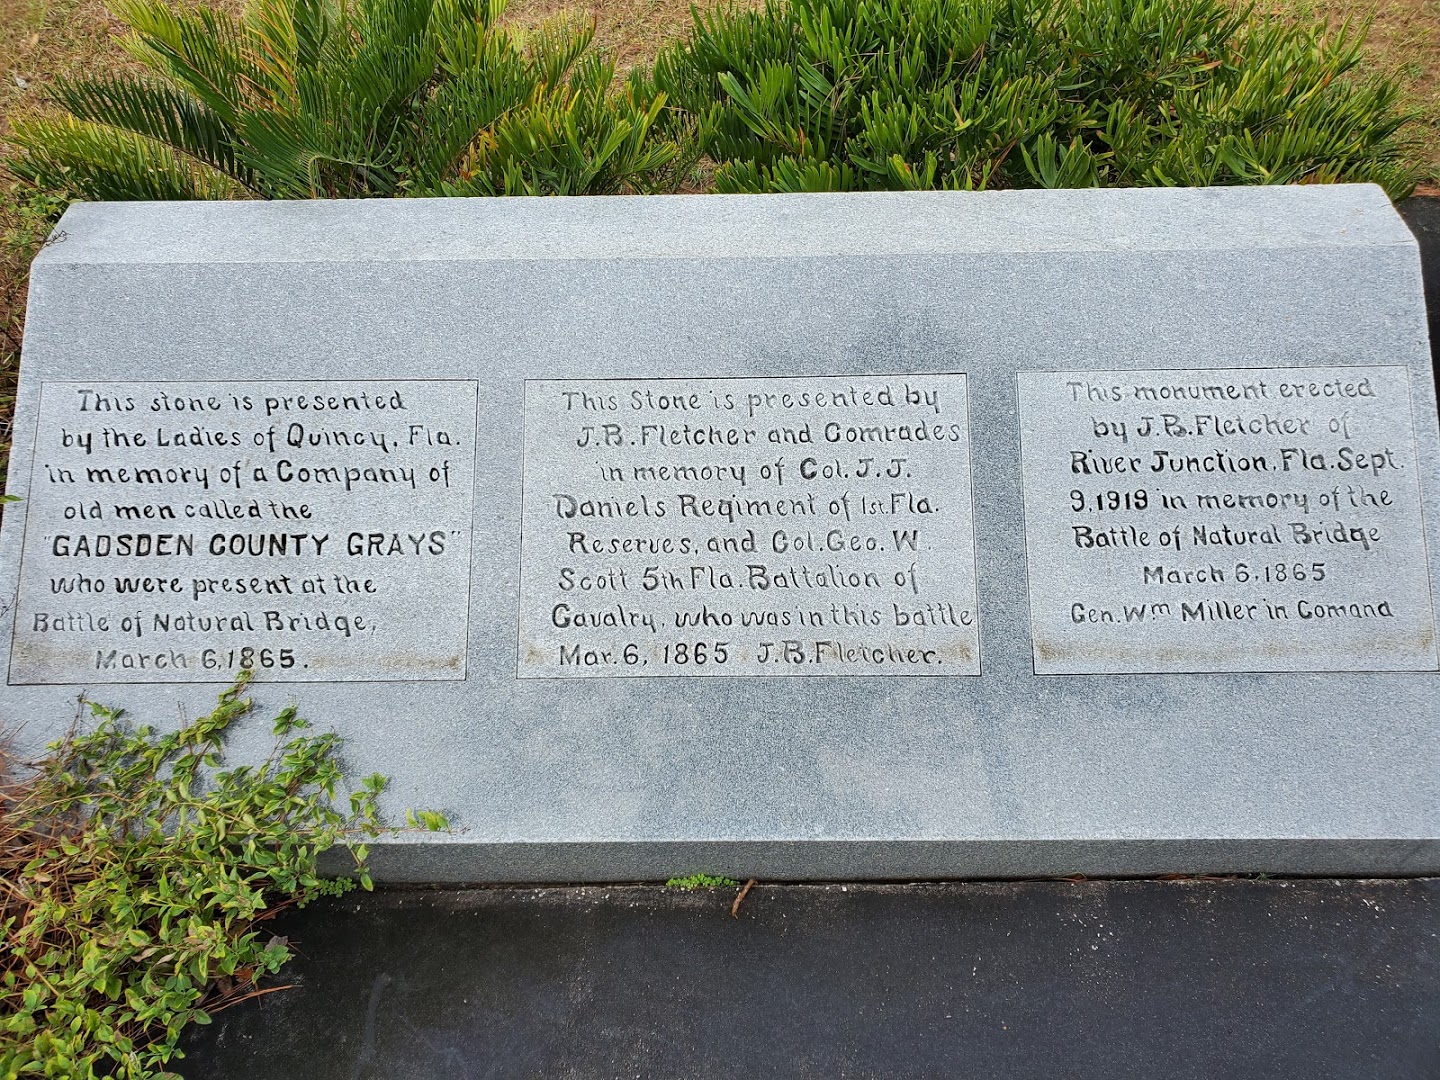 This stone is presented
by the Ladies of Quincy, Fla.
in memory of a Company of
old men called the
"GADSDEN COUNTY GRAYS"
who were present at the
Battle of Natural Bridge,
March 6,1865.
This Stone is presented by
J.B.Fletcher and Comrades
in memory of Col.J.J.
Daniels Regiment of 1st.Fla.
Reserves, and Col.Geo.W.
Scott 5th Fla.Battalion of
Cavalry, who was in this battle
Mar.6, 1865 J.B.Fletcher.
This monument erected
by J.B.Fletcher of
River Junction, Fla.Sept.
9,1919 in memory of the
Battle of Natural Bridge
March 6,1865
Gen.Wm Miller in Comand